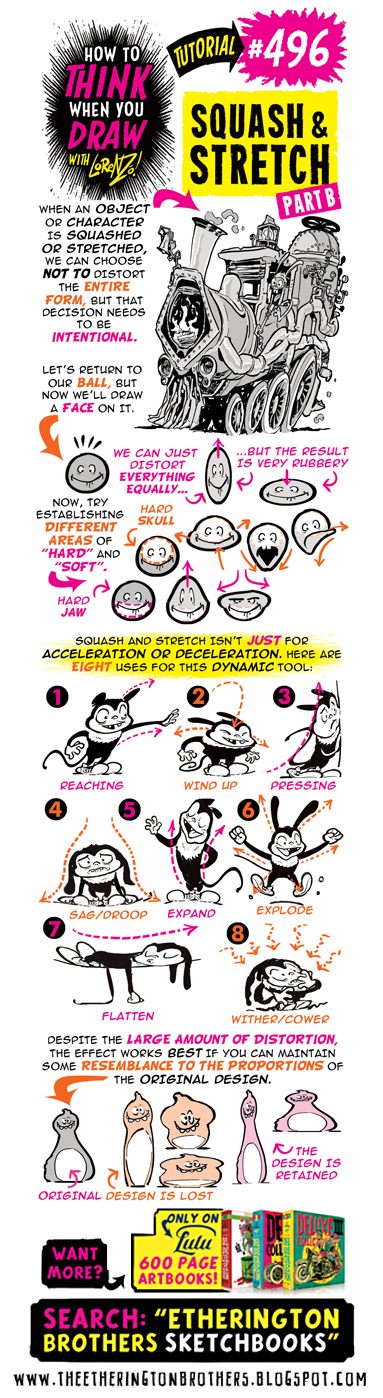 HOW TO
THINK
WHEN YOU
DRAW
WITH LORENZO!
TUTORIAL
#496
SQUASH &
STRETCH
PART B
WHEN AN OBJECT
OR CHARACTER
IS SQUASHED
OR STRETCHED,
WE CAN CHOOSE
NOT TO DISTORT
THE ENTIRE
FORM, BUT THAT
DECISION NEEDS
TO BE
INTENTIONAL.
LET'S RETURN TO
OUR BALL, BUT
NOW WE'LL DRAW
A FACE ON IT.
WE CAN JUST
DISTORT
EVERYTHING
EQUALLY...
...BUT THE RESULT
IS VERY RUBBERY
NOW, TRY
ESTABLISHING
DIFFERENT
AREAS OF
"HARD" AND
"SOFT".
HARD
SKULL
HARD
JAW
SQUASH AND STRETCH ISN'T JUST FOR
ACCELERATION OR DECELERATION. HERE ARE
EIGHT USES FOR THIS DYNAMIC TOOL:
1
REACHING
2
WIND UP
3
PRESSING
4
SAG/DROOP
5
EXPAND
6
EXPLODE
7
FLATTEN
8
WITHER/COWER
DESPITE THE LARGE AMOUNT OF DISTORTION,
THE EFFECT WORKS BEST IF YOU CAN MAINTAIN
SOME RESEMBLANCE TO THE PROPORTIONS OF
THE ORIGINAL DESIGN.
ORIGINAL
DESIGN IS LOST
THE
DESIGN IS
RETAINED
WANT
MORE?
ONLY ON
Lulu
600 PAGE
ARTBOOKS!
DELUXE III
SEARCH: "ETHERINGTON
BROTHERS SKETCHBOOKS"
WWW.THEETHERINGTONBROTHERS.BLOGSPOT.COM